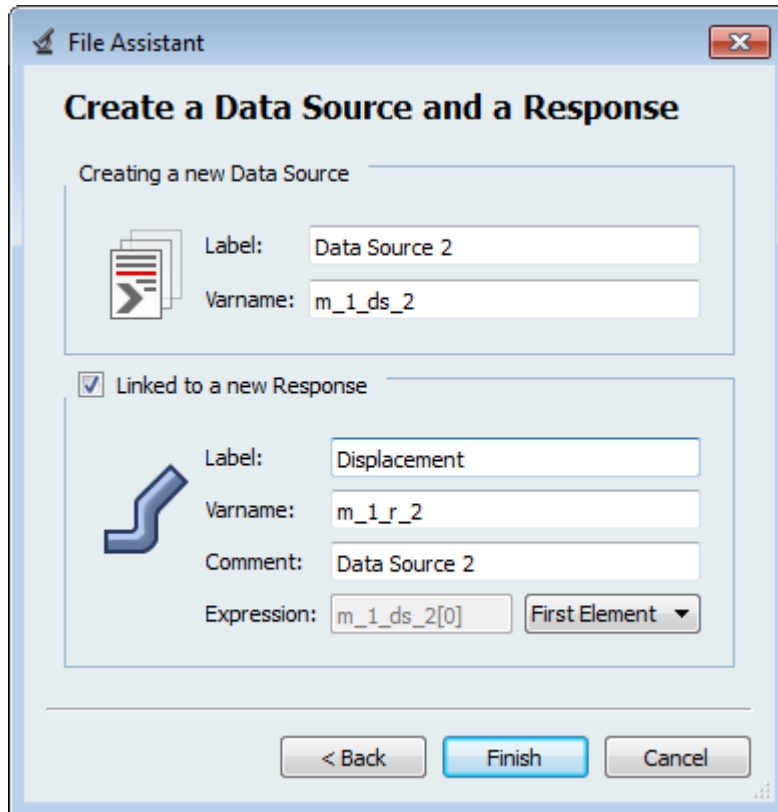 File Assistant
Create a Data Source and a Response
Creating a new Data Source
Label: Data Source 2
Varname: m_1_ds_2
Linked to a new Response
Label: Displacement
Varname: m_1_r_2
Comment: Data Source 2
Expression: m_1_ds_2[0] First Element
< Back Finish Cancel